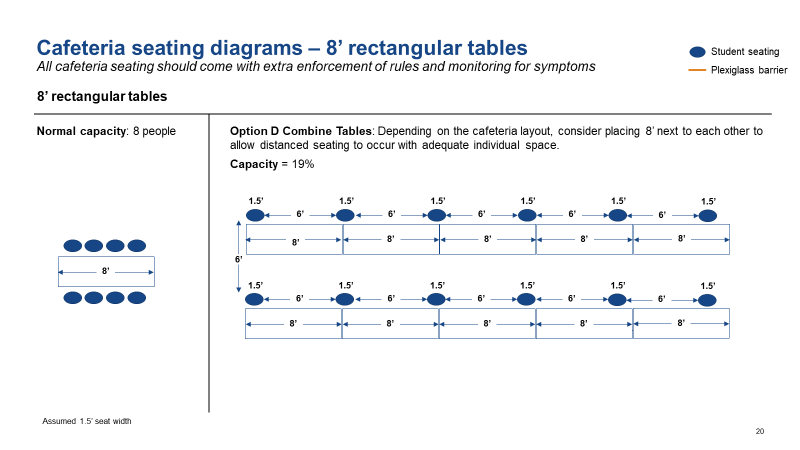 Cafeteria seating diagrams – 8’ rectangular tables
All cafeteria seating should come with extra enforcement of rules and monitoring for symptoms
Student seating
Plexiglass barrier
8’ rectangular tables
Normal capacity: 8 people
8’
Option D Combine Tables: Depending on the cafeteria layout, consider placing 8’ next to each other to
allow distanced seating to occur with adequate individual space.
Capacity = 19%
1.5’ 1.5’ 1.5’ 1.5’ 1.5’ 1.5’
6’ 6’ 6’ 6’ 6’
8’ 8’ 8’ 8’ 8’
6’
1.5’ 1.5’ 1.5’ 1.5’ 1.5’ 1.5’
6’ 6’ 6’ 6’ 6’
8’ 8’ 8’ 8’ 8’
Assumed 1.5’ seat width
20